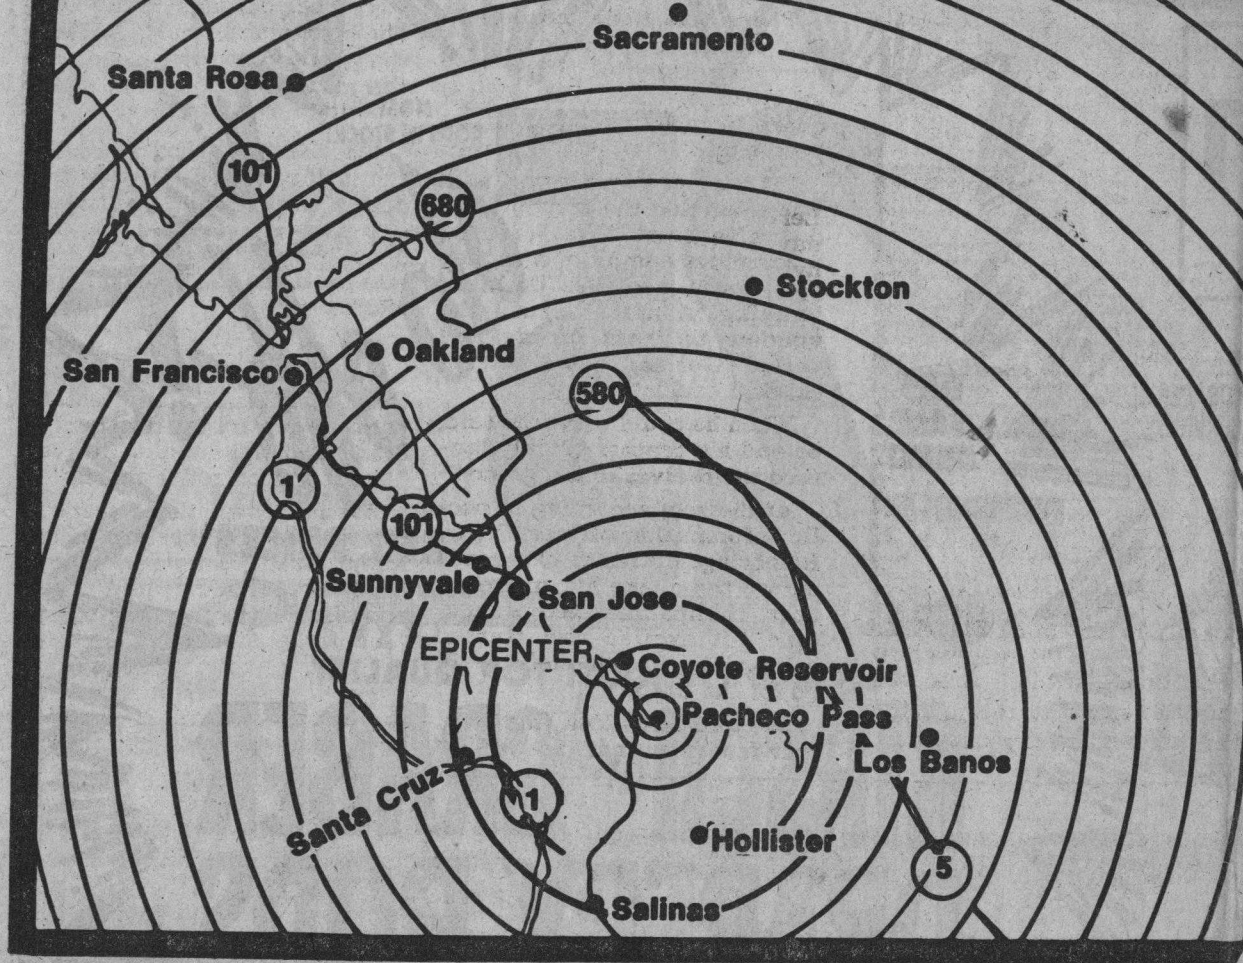 Sacramento
Santa Rosa
101
680
Stockton
Oakland
San Francisco
580
1
101
Sunnyvale
San Jose
EPICENTER
Coyote Reservoir
Pacheco Pass
Los Banos
Santa Cruz
1
Hollister
5
Salinas